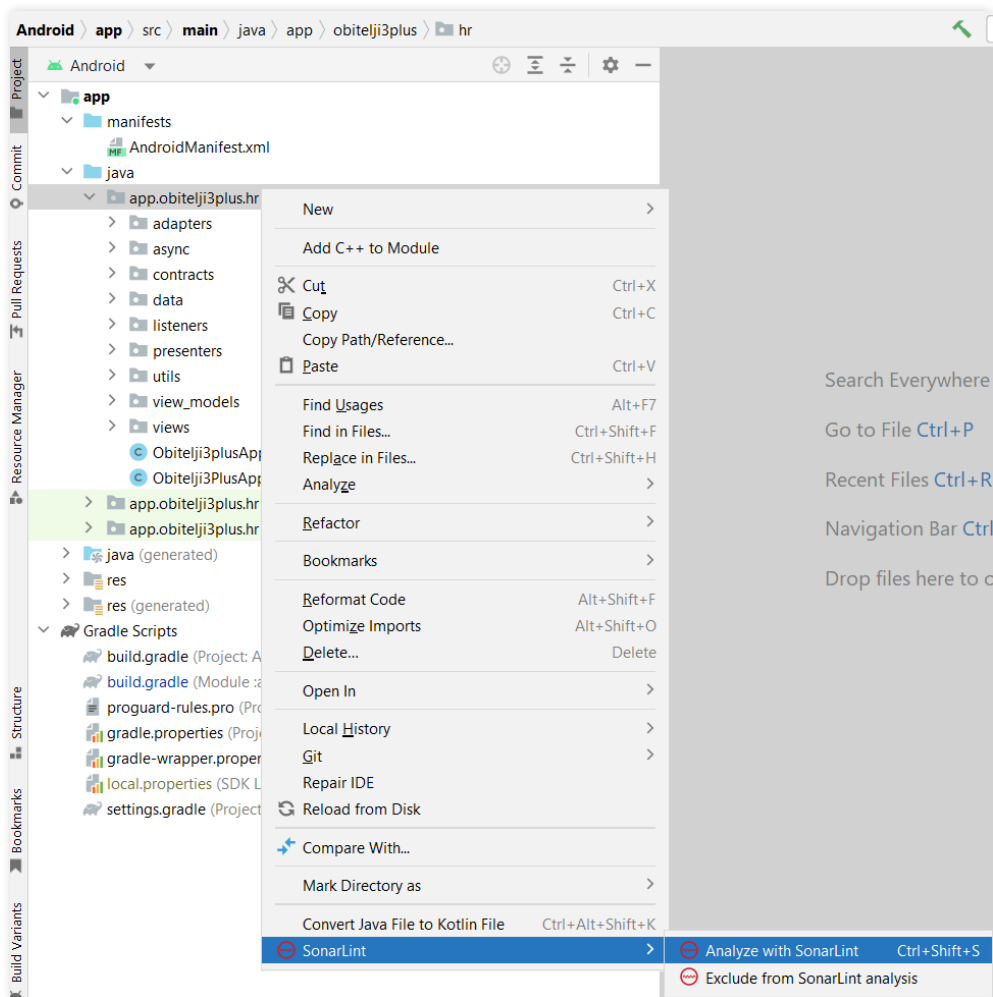 Android app src main java app obitelji3plus hr
Project
Commit
Pull Requests
Resource Manager
Structure
Bookmarks
Build Variants
Android
app
manifests
MF AndroidManifest.xml
java
app.obitelji3plus.hr
adapters
async
contracts
data
listeners
presenters
utils
view_models
views
C Obitelji3plusApp
C Obitelji3PlusApp
app.obitelji3plus.hr
app.obitelji3plus.hr
java (generated)
res
res (generated)
Gradle Scripts
build.gradle (Project: A
build.gradle (Module :a
proguard-rules.pro (Pro
gradle.properties (Proj
gradle-wrapper.proper
local.properties (SDK L
settings.gradle (Project
New
Add C++ to Module
Cut Ctrl+X
Copy Ctrl+C
Copy Path/Reference...
Paste Ctrl+V
Find Usages Alt+F7
Find in Files... Ctrl+Shift+F
Replace in Files... Ctrl+Shift+H
Analyze
Refactor
Bookmarks
Reformat Code Alt+Shift+F
Optimize Imports Alt+Shift+O
Delete... Delete
Open In
Local History
Git
Repair IDE
Reload from Disk
Compare With...
Mark Directory as
Convert Java File to Kotlin File Ctrl+Alt+Shift+K
SonarLint
Analyze with SonarLint Ctrl+Shift+S
Exclude from SonarLint analysis
Search Everywhere
Go to File Ctrl+P
Recent Files Ctrl+R
Navigation Bar Ctrl
Drop files here to o